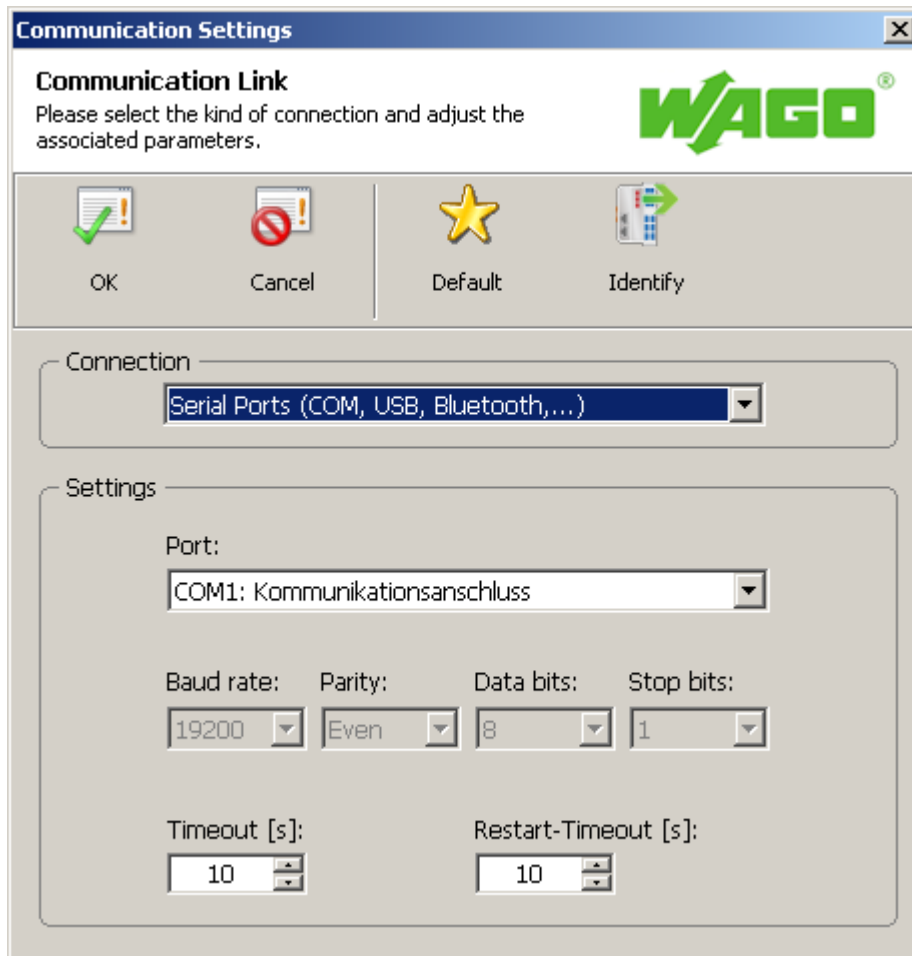 Communication Settings
Communication Link
Please select the kind of connection and adjust the
associated parameters.
WAGO®
OK Cancel Default Identify
Connection
Serial Ports (COM, USB, Bluetooth,...)
Settings
Port:
COM1: Kommunikationsanschluss
Baud rate: Parity: Data bits: Stop bits:
19200 Even 8 1
Timeout [s]: Restart-Timeout [s]:
10 10